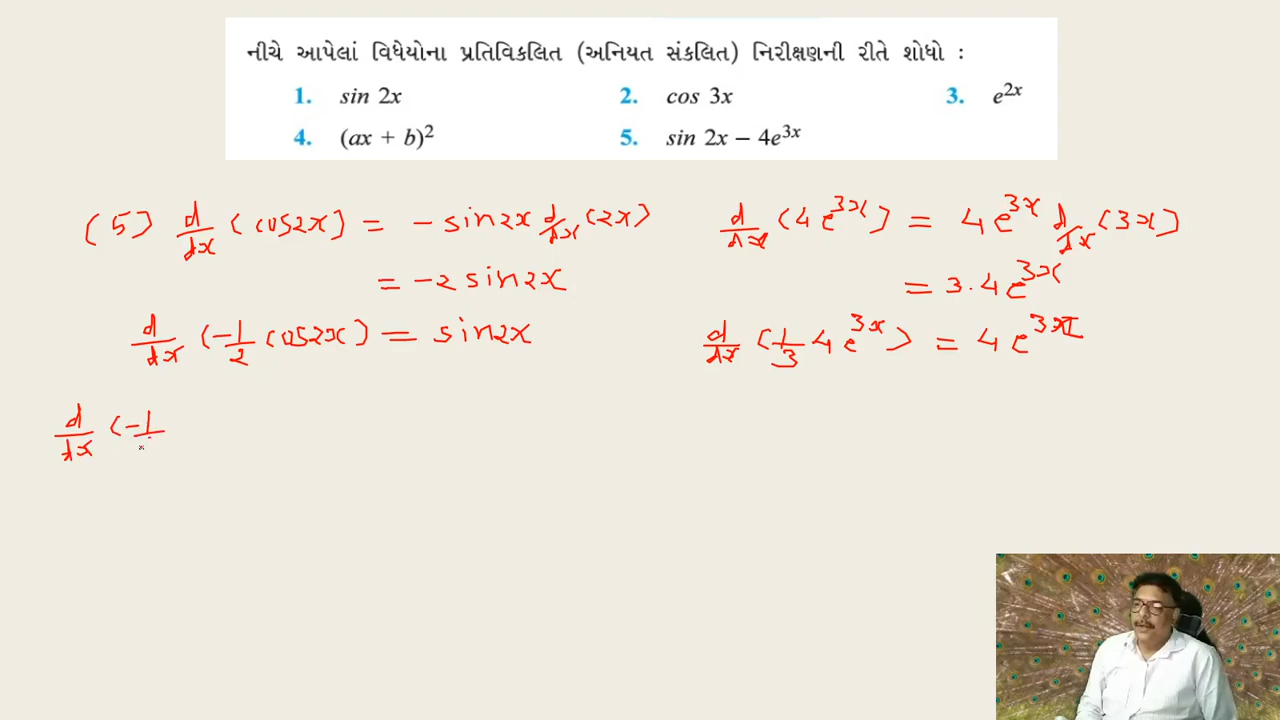 નીચે આપેલાં વિધેયોના પ્રતિવિકલિત (અનિયત સંકલિત) નિરીક્ષણની રીતે શોધો :
1. sin 2x 2. cos 3x 3. e^{2x}
4. (ax + b)^2 5. sin 2x – 4e^{3x}
(5) d/dx (cos2x) = -sin2x d/dx (2x)
= -2 sin2x
d/dx (-1/2 cos2x) = sin2x
d/dx (4e^{3x}) = 4e^{3x} d/dx (3x)
= 3.4e^{3x}
d/dx (1/3 4e^{3x}) = 4e^{3x}
d/dx (-1